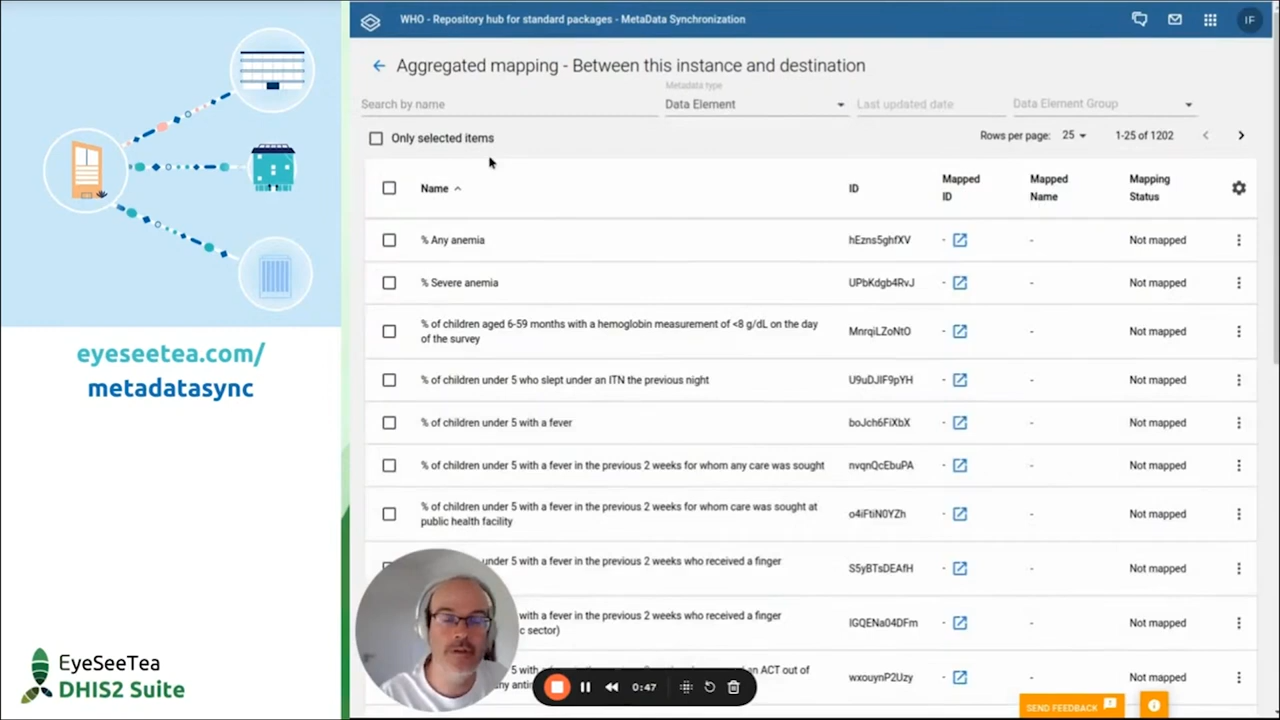 WHO - Repository hub for standard packages - MetaData Synchronization
IF
Aggregated mapping - Between this instance and destination
Metadata type
Search by name
Data Element
Last updated date
Data Element Group
Only selected items
Rows per page: 25
1-25 of 1202
Name
ID
Mapped
ID
Mapped
Name
Mapping
Status
% Any anemia
hEzns5ghfXV
-
-
Not mapped
% Severe anemia
UPbKdgb4RvJ
-
-
Not mapped
% of children aged 6-59 months with a hemoglobin measurement of <8 g/dL on the day
of the survey
MnrqiLZoNtO
-
-
Not mapped
% of children under 5 who slept under an ITN the previous night
U9uDJIF9pYH
-
-
Not mapped
% of children under 5 with a fever
boJch6FiXbX
-
-
Not mapped
% of children under 5 with a fever in the previous 2 weeks for whom any care was sought
nvqnQcEbuPA
-
-
Not mapped
% of children under 5 with a fever in the previous 2 weeks for whom care was sought at
public health facility
o4iFtiN0YZh
-
-
Not mapped
under 5 with a fever in the previous 2 weeks who received a finger
S5yBTsDEAfH
-
-
Not mapped
5 with a fever in the previous 2 weeks who received a finger
c sector)
IGQENa04DFm
-
-
Not mapped
5 with a fever
an ACT out of
wxouynP2Uzy
-
-
Not mapped
0:47
SEND FEEDBACK
eyeseetea.com/
metadatasync
EyeSeeTea
DHIS2 Suite